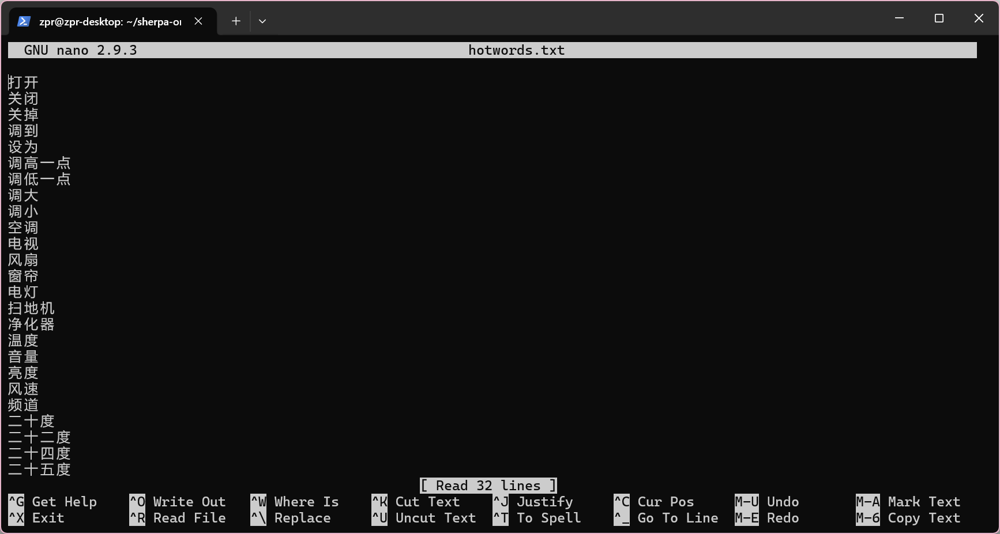 zpr@zpr-desktop: ~/sherpa-or
GNU nano 2.9.3 hotwords.txt
打开
关闭
关掉
调到
设为
调高一点
调低一点
调大
调小
空调
电视
风扇
窗帘
电灯
扫地机
净化器
温度
音量
亮度
风速
频道
二十度
二十二度
二十四度
二十五度
[ Read 32 lines ]
^G Get Help ^O Write Out ^W Where Is ^K Cut Text ^J Justify ^C Cur Pos M-U Undo M-A Mark Text
^X Exit ^R Read File ^\ Replace ^U Uncut Text ^T To Spell ^_ Go To Line M-E Redo M-6 Copy Text